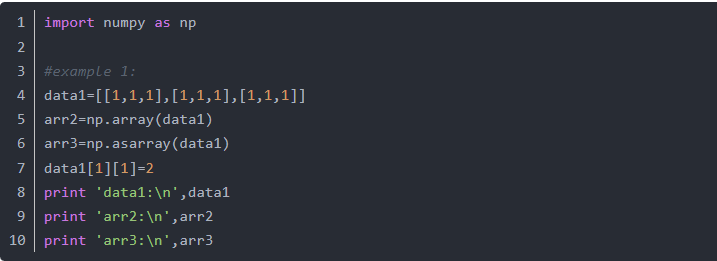 1 import numpy as np
2
3 #example 1:
4 data1=[[1,1,1],[1,1,1],[1,1,1]]
5 arr2=np.array(data1)
6 arr3=np.asarray(data1)
7 data1[1][1]=2
8 print 'data1:\n',data1
9 print 'arr2:\n',arr2
10 print 'arr3:\n',arr3